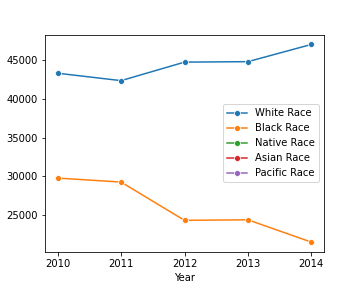 45000
40000
35000
30000
25000
White Race
Black Race
Native Race
Asian Race
Pacific Race
2010 2011 2012 2013 2014
Year